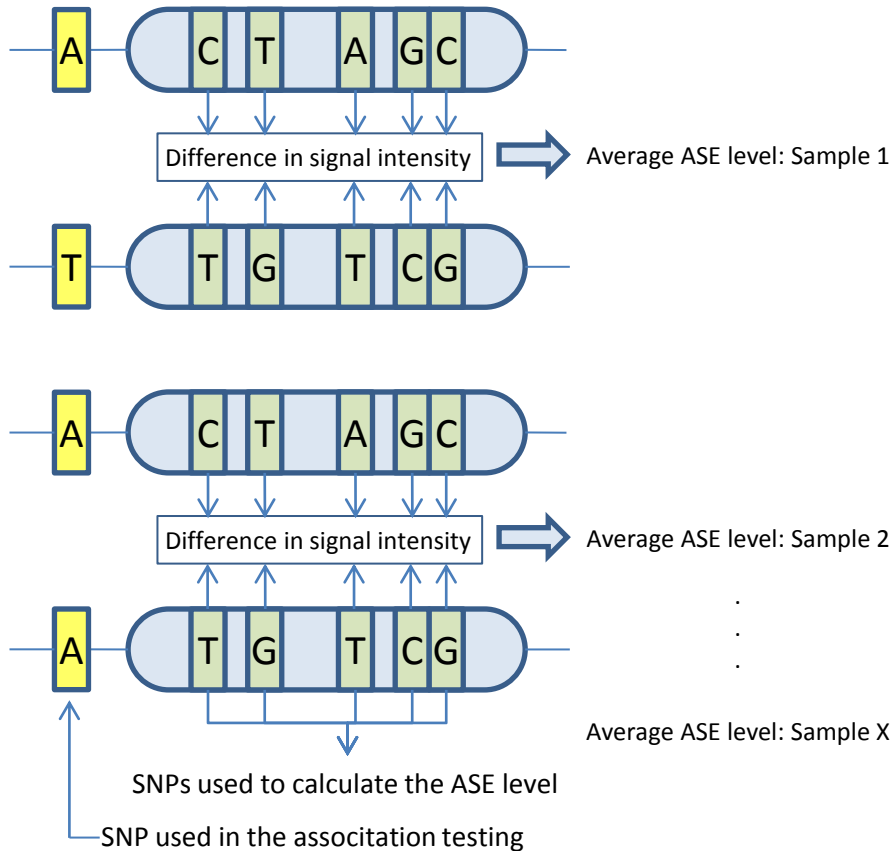 A C T A G C
Difference in signal intensity
Average ASE level: Sample 1
T T G T C G
A C T A G C
Difference in signal intensity
Average ASE level: Sample 2
.
.
.
A T G T C G
Average ASE level: Sample X
SNPs used to calculate the ASE level
SNP used in the associtation testing